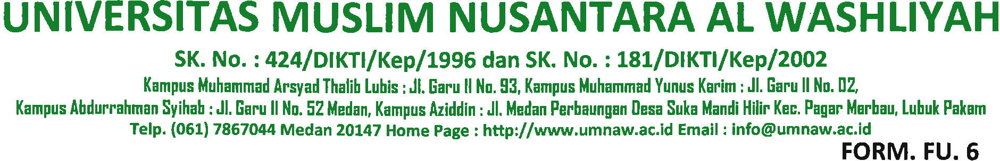 UNIVERSITAS MUSLIM NUSANTARA AL WASHLIYAH
SK. No. : 424/DIKTI/Kep/1996 dan SK. No. : 181/DIKTI/Kep/2002
Kampus Muhammad Arsyad Thalib Lubis : Jl. Garu II No. 93, Kampus Muhammad Yunus Karim : Jl. Garu II No. 02,
Kampus Abdurrahman Syihab : Jl. Garu II No. 52 Medan, Kampus Aziddin : Jl. Medan Perbaungan Desa Suka Mandi Hilir Kec. Pagar Merbau, Lubuk Pakam
Telp. (061) 7867044 Medan 20147 Home Page : http://www.umnaw.ac.id Email : info@umnaw.ac.id
FORM. FU. 6